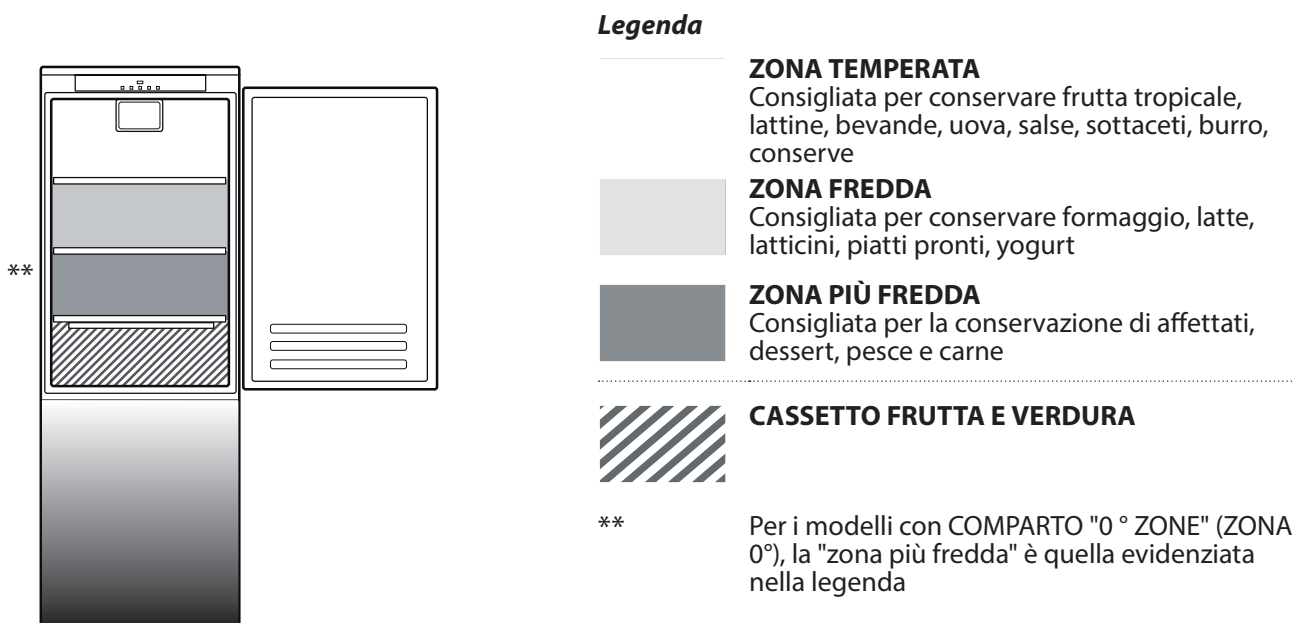 Legenda
ZONA TEMPERATA
Consigliata per conservare frutta tropicale,
lattine, bevande, uova, salse, sottaceti, burro,
conserve
ZONA FREDDA
Consigliata per conservare formaggio, latte,
latticini, piatti pronti, yogurt
**
ZONA PIÙ FREDDA
Consigliata per la conservazione di affettati,
dessert, pesce e carne
CASSETTO FRUTTA E VERDURA
** Per i modelli con COMPARTO "0 ° ZONE" (ZONA
0°), la "zona più fredda" è quella evidenziata
nella legenda